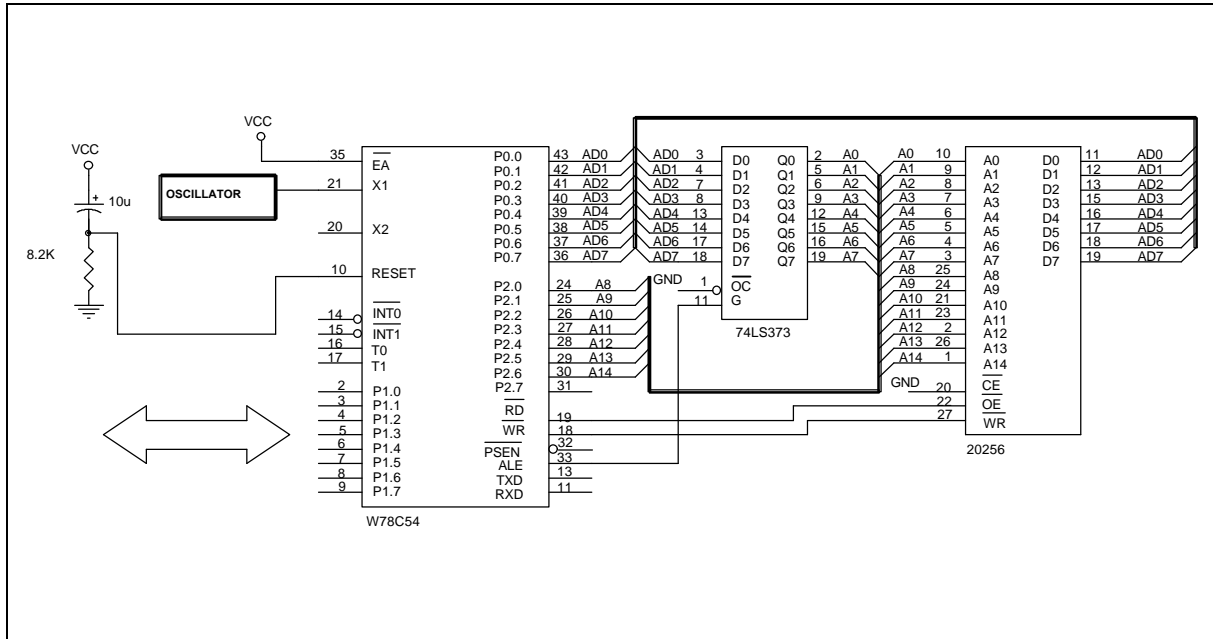 VCC
10u
8.2K
OSCILLATOR
VCC
35
21
20
10
14
15
16
17
2
3
4
5
6
7
8
9
EA
X1
X2
RESET
INT0
INT1
T0
T1
P1.0
P1.1
P1.2
P1.3
P1.4
P1.5
P1.6
P1.7
P0.0
P0.1
P0.2
P0.3
P0.4
P0.5
P0.6
P0.7
P2.0
P2.1
P2.2
P2.3
P2.4
P2.5
P2.6
P2.7
RD
WR
PSEN
ALE
TXD
RXD
W78C54
43 AD0
42 AD1
41 AD2
40 AD3
39 AD4
38 AD5
37 AD6
36 AD7
24 A8
25 A9
26 A10
27 A11
28 A12
29 A13
30 A14
31
19
18
32
33
13
11
AD0 3
AD1 4
AD2 7
AD3 8
AD4 13
AD5 14
AD6 17
AD7 18
GND 1
11
D0 Q0
D1 Q1
D2 Q2
D3 Q3
D4 Q4
D5 Q5
D6 Q6
D7 Q7
OC
G
74LS373
2 A0
5 A1
6 A2
9 A3
12 A4
15 A5
16 A6
19 A7
A0 10
A1 9
A2 8
A3 7
A4 6
A5 5
A6 4
A7 3
A8 25
A9 24
A10 21
A11 23
A12 2
A13 26
A14 1
GND 20
22
27
A0 D0
A1 D1
A2 D2
A3 D3
A4 D4
A5 D5
A6 D6
A7 D7
A8
A9
A10
A11
A12
A13
A14
CE
OE
WR
20256
11 AD0
12 AD1
13 AD2
15 AD3
16 AD4
17 AD5
18 AD6
19 AD7